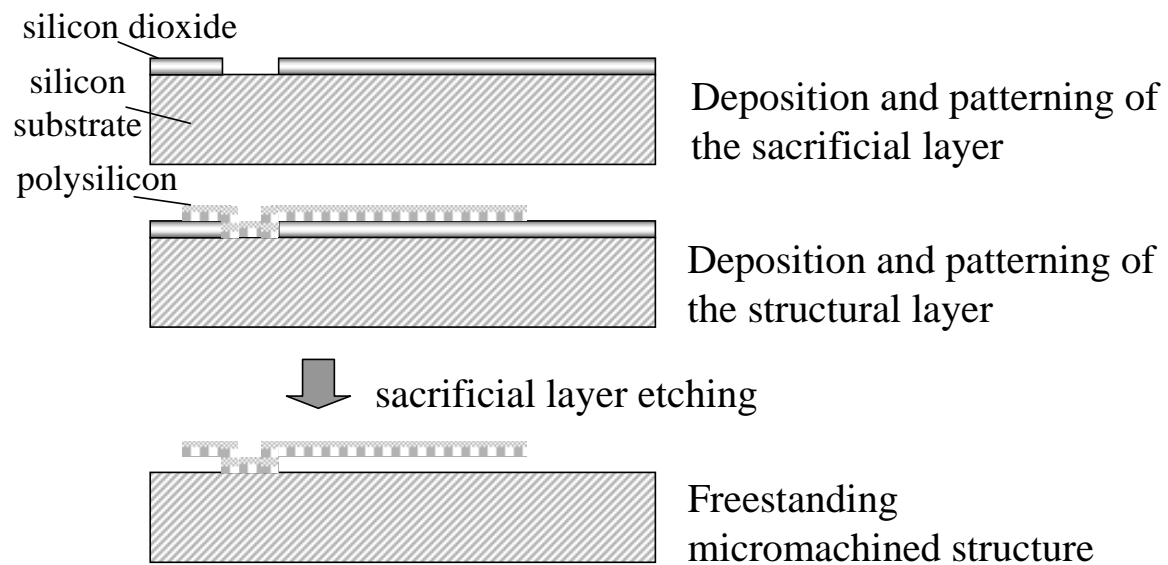 silicon dioxide
silicon
substrate
Deposition and patterning of
the sacrificial layer
polysilicon
Deposition and patterning of
the structural layer
sacrificial layer etching
Freestanding
micromachined structure